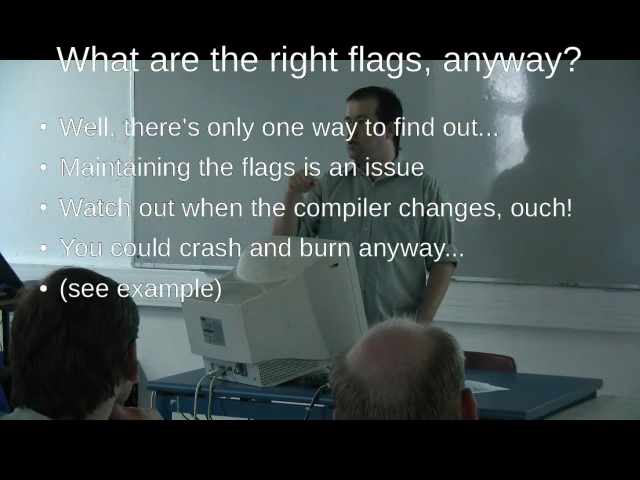 What are the right flags, anyway?
• Well, there's only one way to find out...
• Maintaining the flags is an issue
• Watch out when the compiler changes, ouch!
• You could crash and burn anyway...
• (see example)